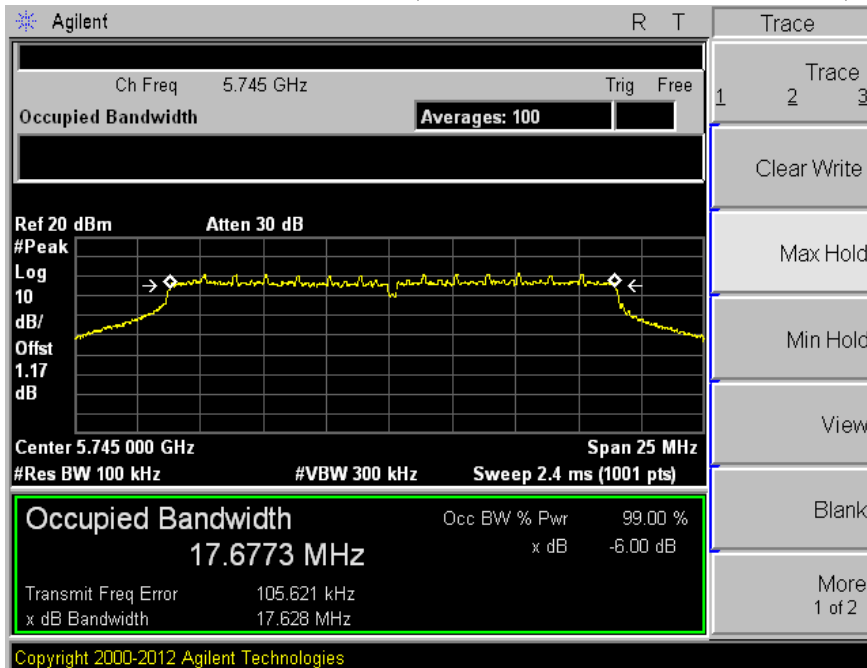 Agilent R T Trace
Ch Freq 5.745 GHz Trig Free
Occupied Bandwidth Averages: 100
Trace
1 2 3
Clear Write
Max Hold
Min Hold
View
Blank
More
1 of 2
Ref 20 dBm Atten 30 dB
#Peak
Log
10
dB/
Offst
1.17
dB
Center 5.745 000 GHz Span 25 MHz
#Res BW 100 kHz #VBW 300 kHz Sweep 2.4 ms (1001 pts)
Occupied Bandwidth Occ BW % Pwr 99.00 %
17.6773 MHz x dB -6.00 dB
Transmit Freq Error 105.621 kHz
x dB Bandwidth 17.628 MHz
Copyright 2000-2012 Agilent Technologies